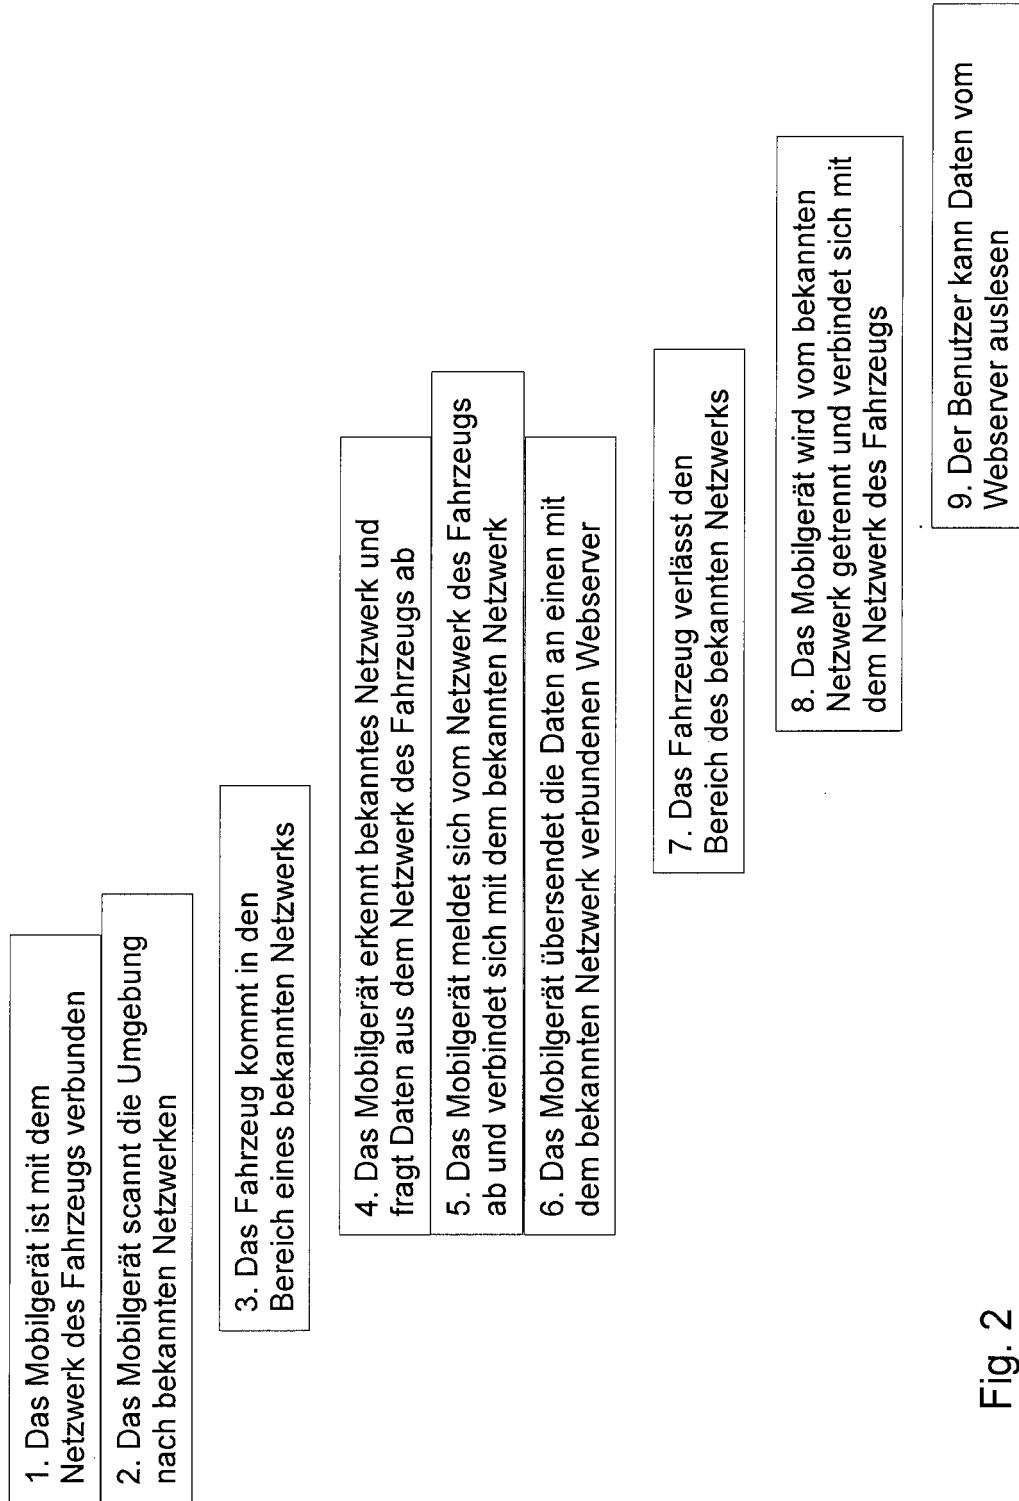 1. Das Mobilgerät ist mit dem
Netzwerk des Fahrzeugs verbunden
2. Das Mobilgerät scannt die Umgebung
nach bekannten Netzwerken
3. Das Fahrzeug kommt in den
Bereich eines bekannten Netzwerks
4. Das Mobilgerät erkennt bekanntes Netzwerk und
fragt Daten aus dem Netzwerk des Fahrzeugs ab
5. Das Mobilgerät meldet sich vom Netzwerk des Fahrzeugs
ab und verbindet sich mit dem bekannten Netzwerk
6. Das Mobilgerät übersendet die Daten an einen mit
dem bekannten Netzwerk verbundenen Webserver
7. Das Fahrzeug verlässt den
Bereich des bekannten Netzwerks
8. Das Mobilgerät wird vom bekannten
Netzwerk getrennt und verbindet sich mit
dem Netzwerk des Fahrzeugs
9. Der Benutzer kann Daten vom
Webserver auslesen
Fig. 2